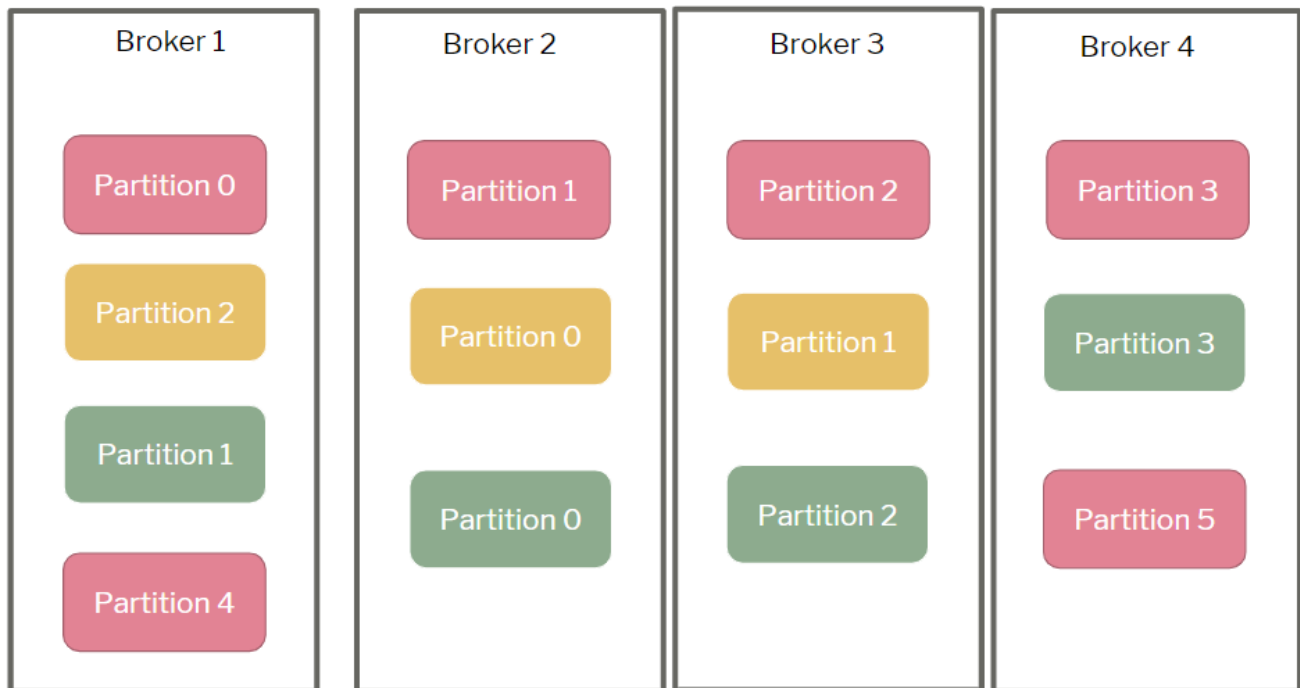 Broker 1
Partition 0
Partition 2
Partition 1
Partition 4
Broker 2
Partition 1
Partition 0
Partition 0
Broker 3
Partition 2
Partition 1
Partition 2
Broker 4
Partition 3
Partition 3
Partition 5